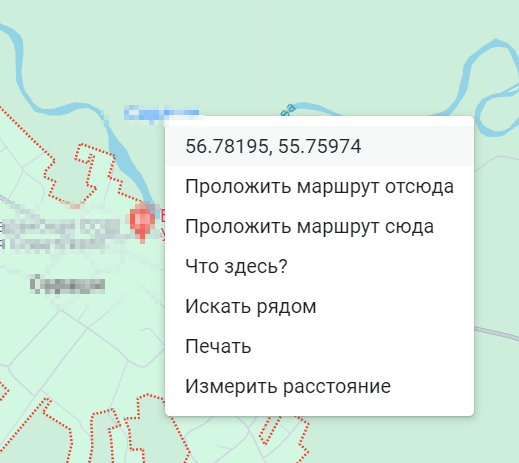 56.78195, 55.75974
Проложить маршрут отсюда
Проложить маршрут сюда
Что здесь?
Искать рядом
Печать
Измерить расстояние